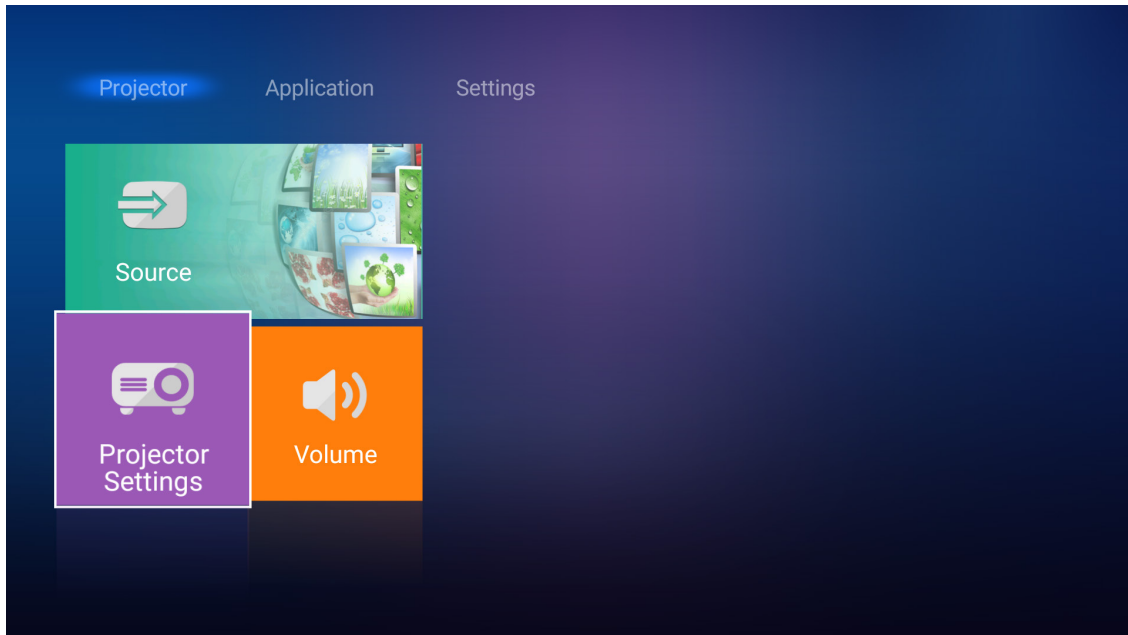 Projector
Application
Settings
Source
Projector
Settings
Volume